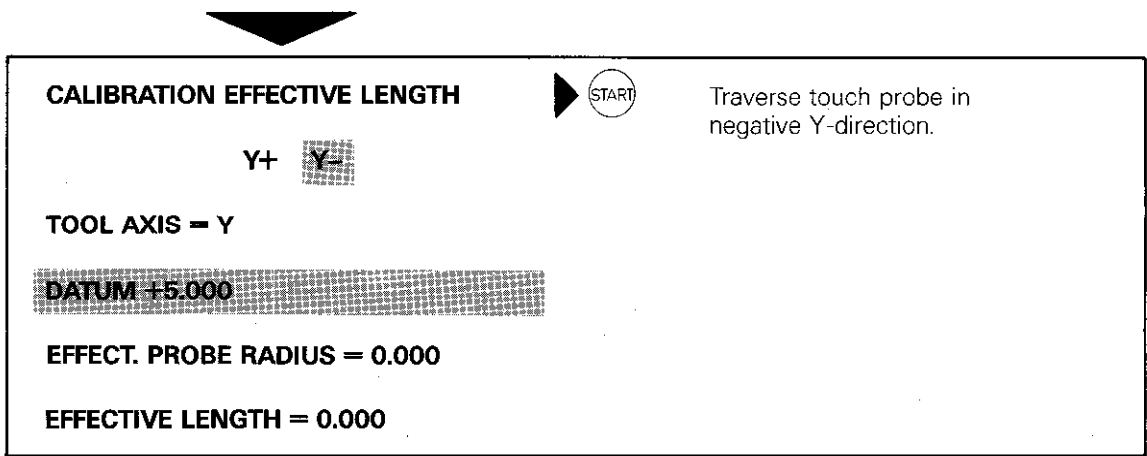 CALIBRATION EFFECTIVE LENGTH
START
Traverse touch probe in
negative Y-direction.
Y+ Y–
TOOL AXIS = Y
DATUM +5.000
EFFECT. PROBE RADIUS = 0.000
EFFECTIVE LENGTH = 0.000